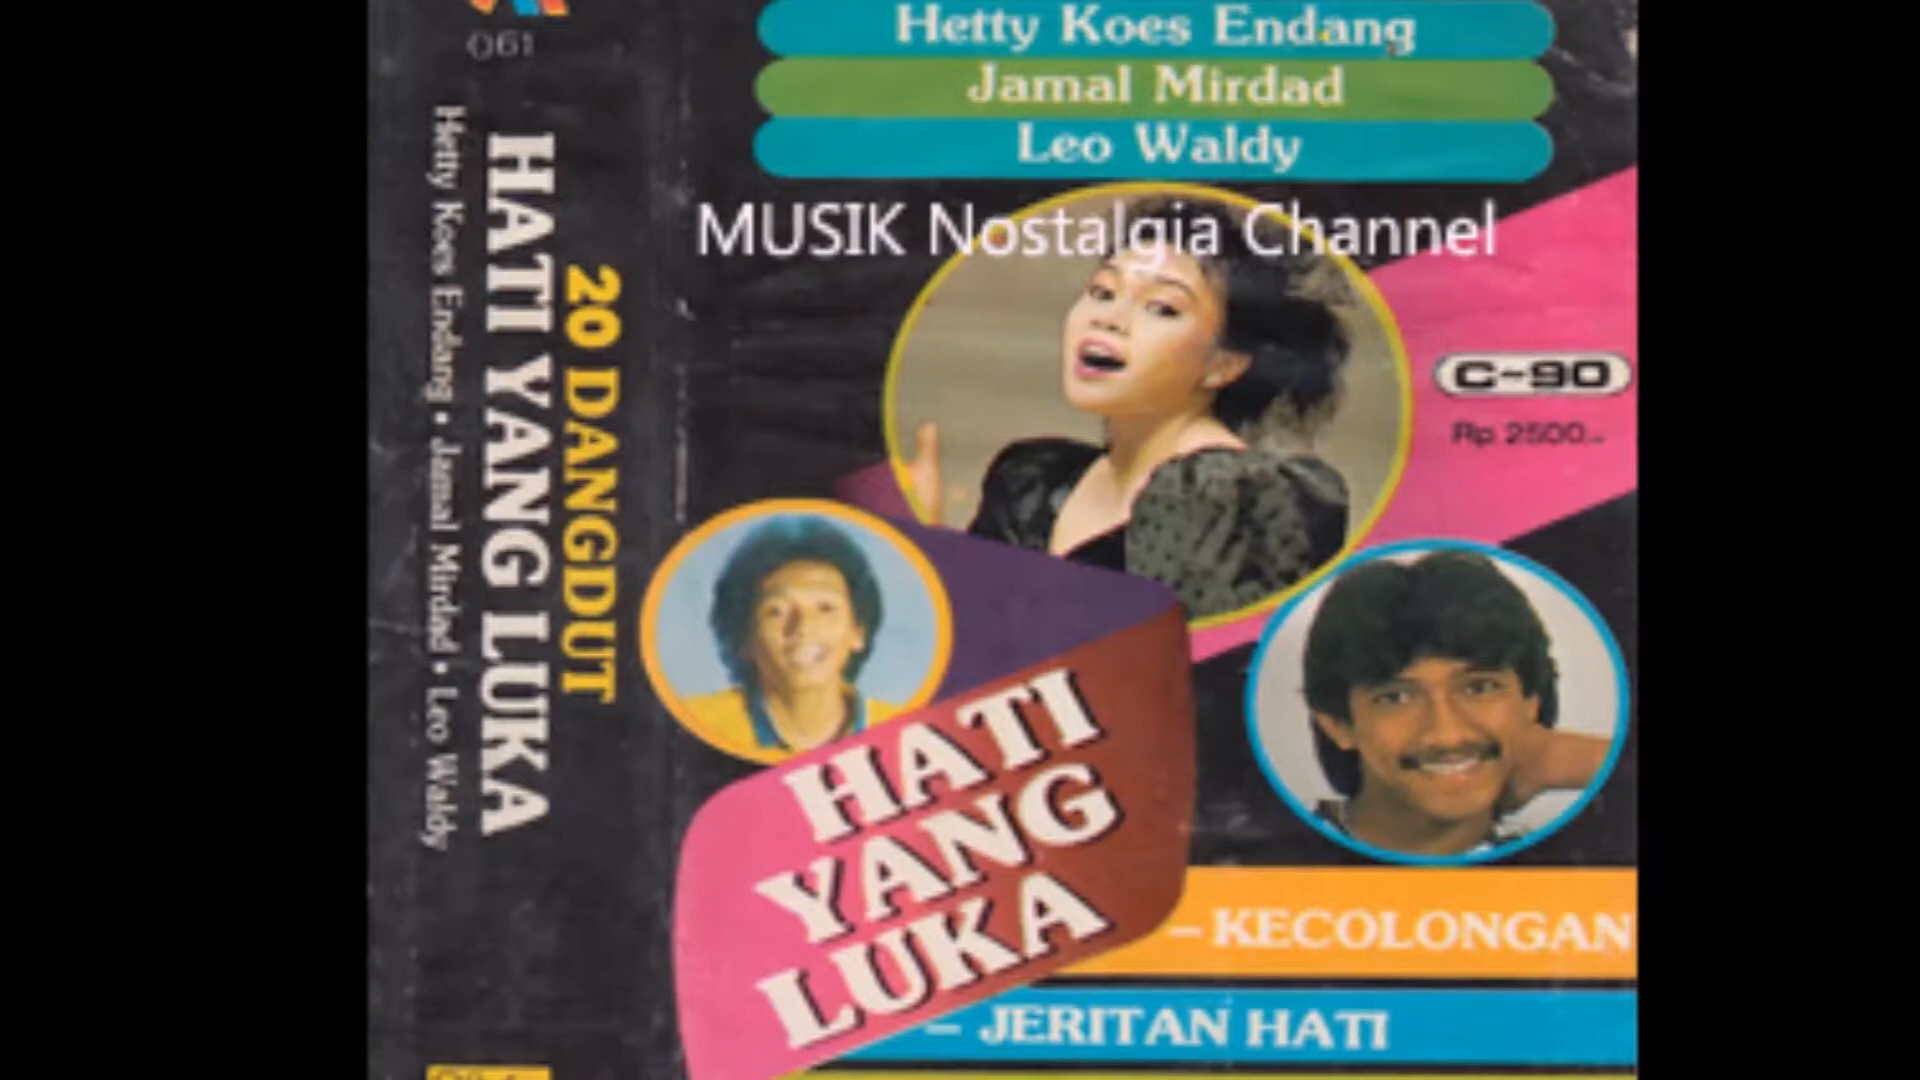 061
20 DANGDUT
HATI YANG LUKA
Hetty Koes Endang • Jamal Mirdad • Leo Waldy
Hetty Koes Endang
Jamal Mirdad
Leo Waldy
MUSIK Nostalgia Channel
C-90
Rp 2500.-
HATI
YANG
LUKA
- KECOLONGAN
- JERITAN HATI